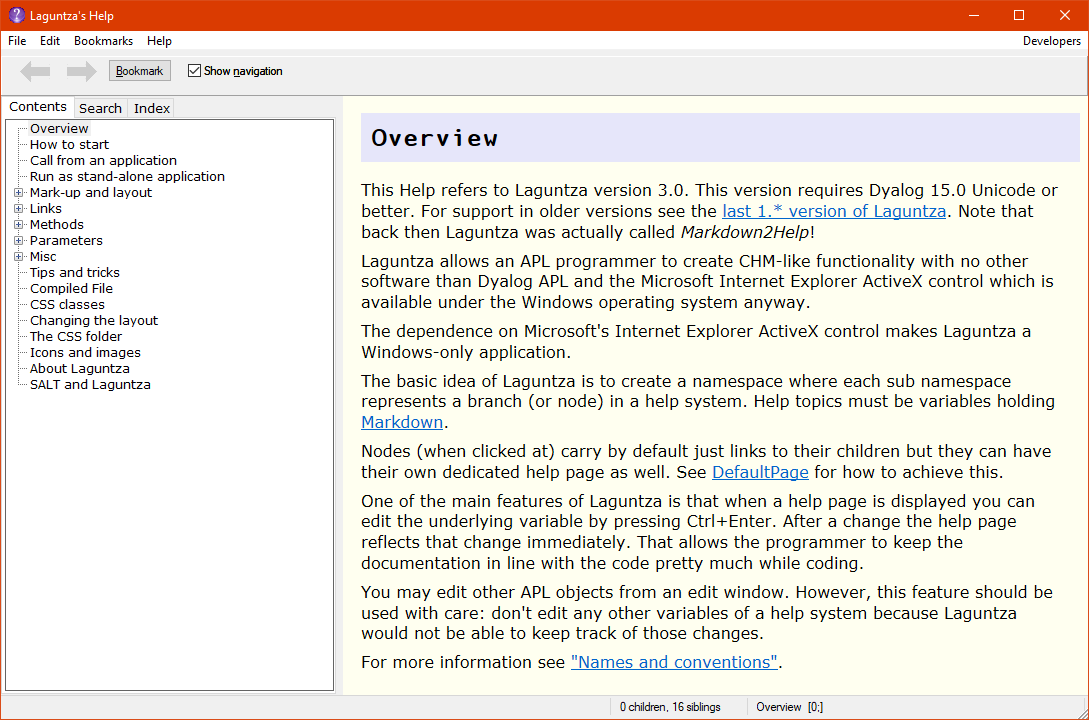 Laguntza's Help
File Edit Bookmarks Help Developers
Bookmark Show navigation
Contents Search Index
Overview
How to start
Call from an application
Run as stand-alone application
Mark-up and layout
Links
Methods
Parameters
Misc
Tips and tricks
Compiled File
CSS classes
Changing the layout
The CSS folder
Icons and images
About Laguntza
SALT and Laguntza
Overview
This Help refers to Laguntza version 3.0. This version requires Dyalog 15.0 Unicode or
better. For support in older versions see the last 1.* version of Laguntza. Note that
back then Laguntza was actually called Markdown2Help!
Laguntza allows an APL programmer to create CHM-like functionality with no other
software than Dyalog APL and the Microsoft Internet Explorer ActiveX control which is
available under the Windows operating system anyway.
The dependence on Microsoft's Internet Explorer ActiveX control makes Laguntza a
Windows-only application.
The basic idea of Laguntza is to create a namespace where each sub namespace
represents a branch (or node) in a help system. Help topics must be variables holding
Markdown.
Nodes (when clicked at) carry by default just links to their children but they can have
their own dedicated help page as well. See DefaultPage for how to achieve this.
One of the main features of Laguntza is that when a help page is displayed you can
edit the underlying variable by pressing Ctrl+Enter. After a change the help page
reflects that change immediately. That allows the programmer to keep the
documentation in line with the code pretty much while coding.
You may edit other APL objects from an edit window. However, this feature should be
used with care: don't edit any other variables of a help system because Laguntza
would not be able to keep track of those changes.
For more information see "Names and conventions".
0 children, 16 siblings Overview [0;]